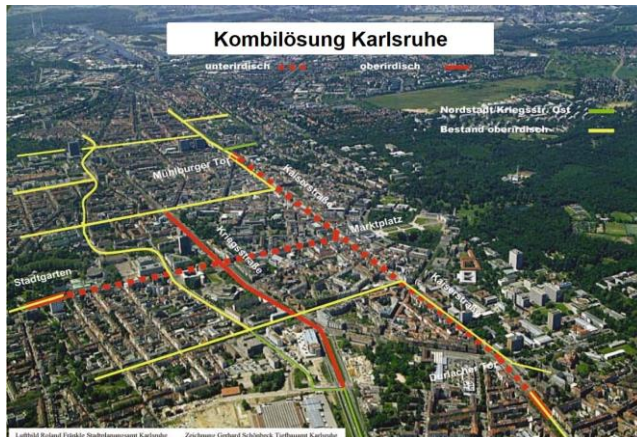 Kombilösung Karlsruhe
unterirdisch
oberirdisch
Nordstadt/Kriegsstr. Ost
Bestand oberirdisch
Mühlburger Tor
Kaiserstraße
Marktplatz
Kriegsstraße
Stadtgarten
Kaiserstraße
Durlacher Tor
Luftbild Roland Fränkle Stadtplanungsamt Karlsruhe Zeichnung Gerhard Schönbeck Tiefbauamt Karlsruhe